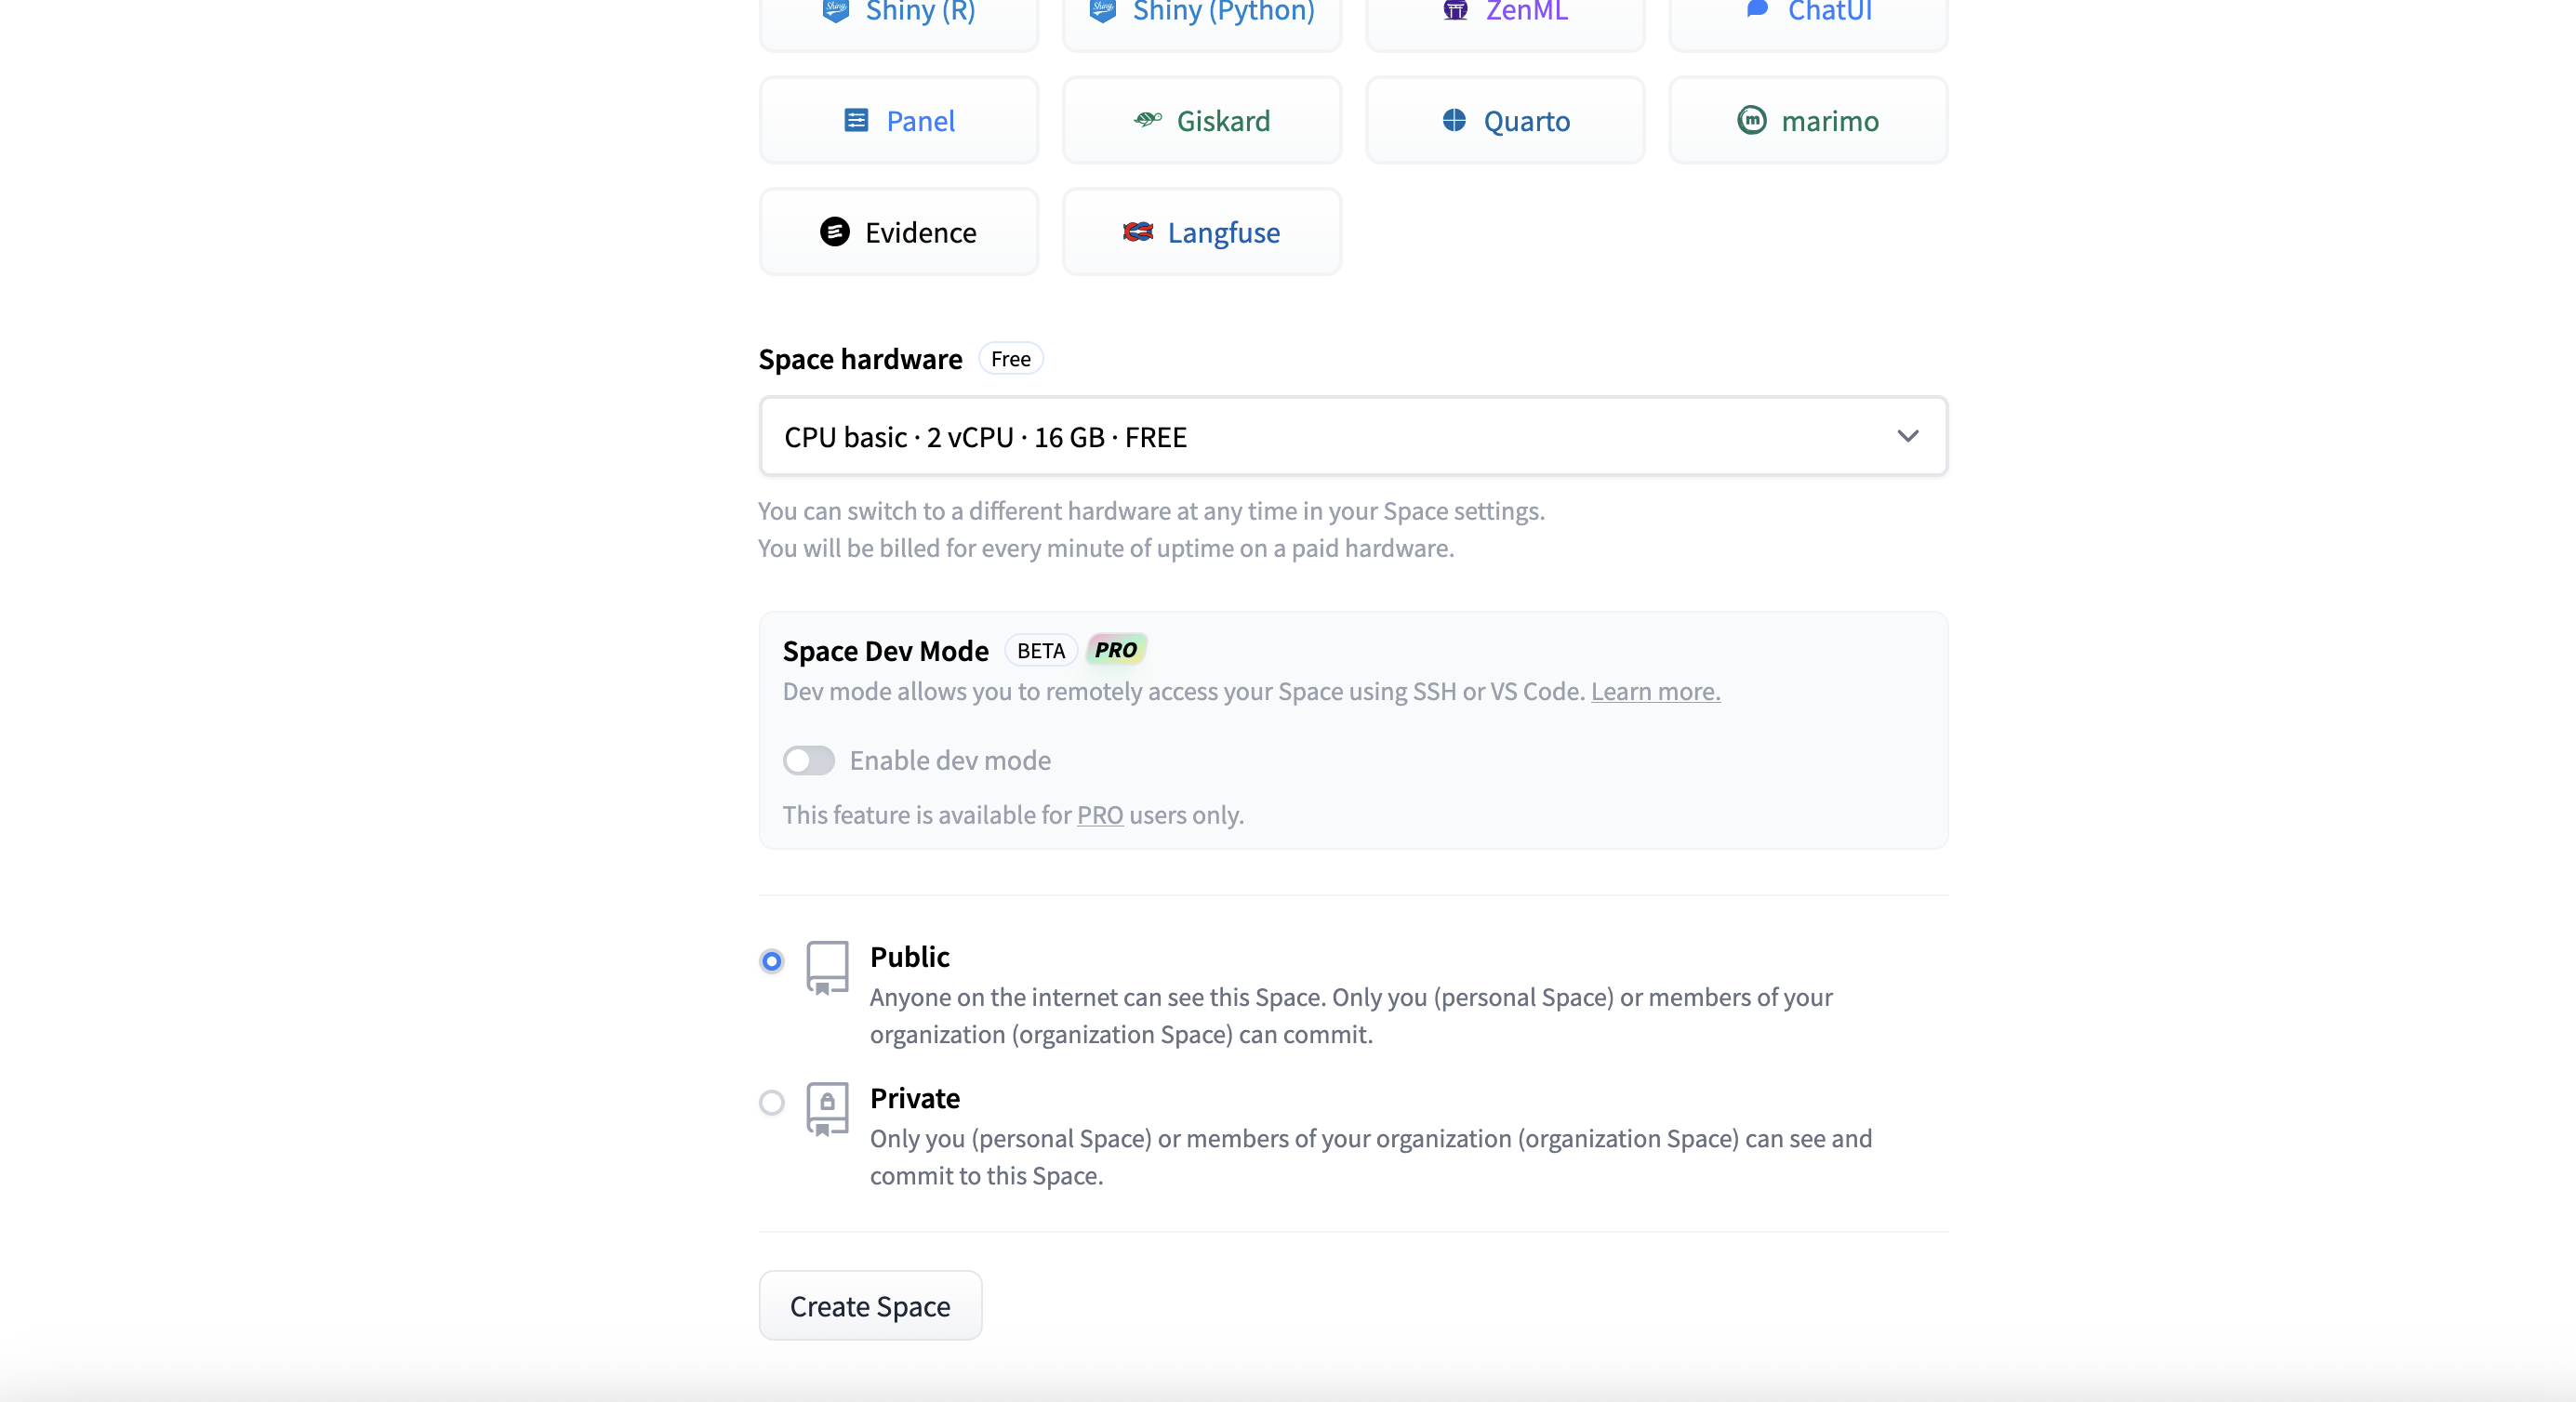 Shiny (R)
Shiny (Python)
ZenML
ChatUI
Panel
Giskard
Quarto
marimo
Evidence
Langfuse
Space hardware Free
CPU basic · 2 vCPU · 16 GB · FREE
You can switch to a different hardware at any time in your Space settings.
You will be billed for every minute of uptime on a paid hardware.
Space Dev Mode BETA PRO
Dev mode allows you to remotely access your Space using SSH or VS Code. Learn more.
Enable dev mode
This feature is available for PRO users only.
Public
Anyone on the internet can see this Space. Only you (personal Space) or members of your
organization (organization Space) can commit.
Private
Only you (personal Space) or members of your organization (organization Space) can see and
commit to this Space.
Create Space